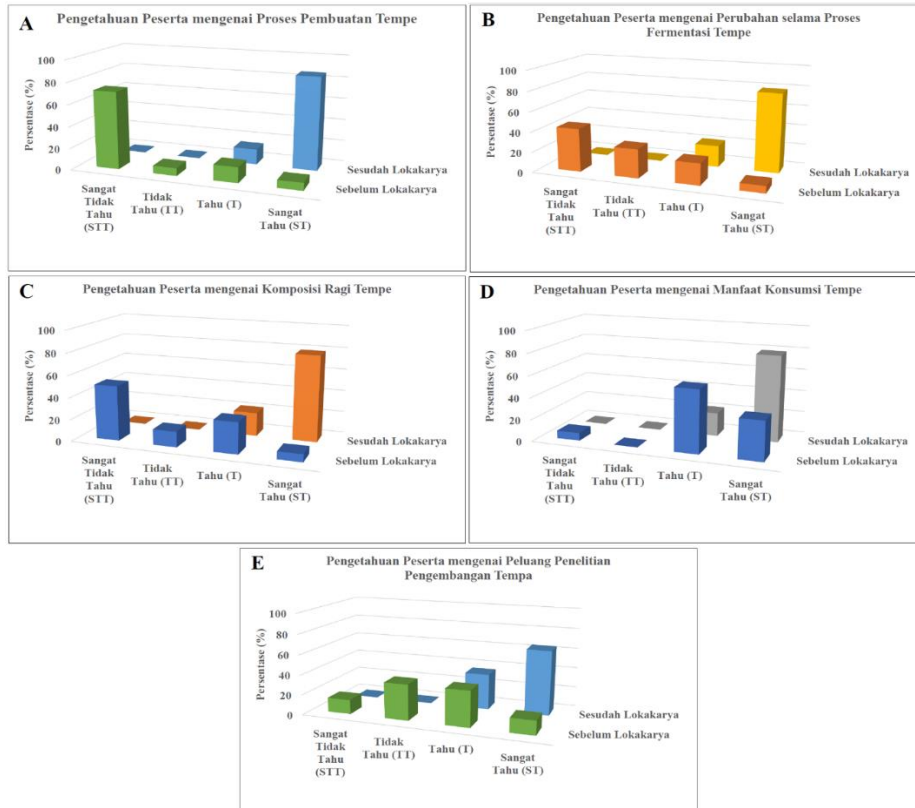 A
Pengetahuan Peserta mengenai Proses Pembuatan Tempe
Persentase (%)
100
80
60
40
20
0
Sangat
Tidak
Tahu
(STT)
Tidak
Tahu (TT)
Tahu (T)
Sangat
Tahu (ST)
Sesudah Lokakarya
Sebelum Lokakarya
B
Pengetahuan Peserta mengenai Perubahan selama Proses
Fermentasi Tempe
Persentase (%)
100
80
60
40
20
0
Sangat
Tidak
Tahu
(STT)
Tidak
Tahu (TT)
Tahu (T)
Sangat
Tahu (ST)
Sesudah Lokakarya
Sebelum Lokakarya
C
Pengetahuan Peserta mengenai Komposisi Ragi Tempe
Persentase (%)
100
80
60
40
20
0
Sangat
Tidak
Tahu
(STT)
Tidak
Tahu (TT)
Tahu (T)
Sangat
Tahu (ST)
Sesudah Lokakarya
Sebelum Lokakarya
D
Pengetahuan Peserta mengenai Manfaat Konsumsi Tempe
Persentase (%)
100
80
60
40
20
0
Sangat
Tidak
Tahu
(STT)
Tidak
Tahu (TT)
Tahu (T)
Sangat
Tahu (ST)
Sesudah Lokakarya
Sebelum Lokakarya
E
Pengetahuan Peserta mengenai Peluang Penelitian
Pengembangan Tempa
Persentase (%)
100
80
60
40
20
0
Sangat
Tidak
Tahu
(STT)
Tidak
Tahu (TT)
Tahu (T)
Sangat
Tahu (ST)
Sesudah Lokakarya
Sebelum Lokakarya